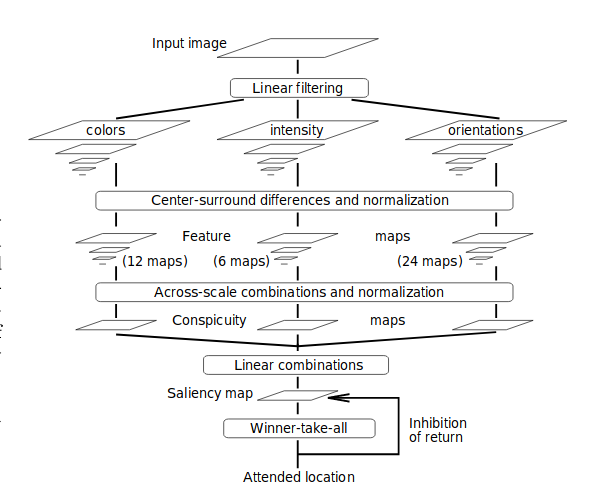 Input image
Linear filtering
colors intensity orientations
Center-surround differences and normalization
Feature maps
(12 maps) (6 maps) (24 maps)
Across-scale combinations and normalization
Conspicuity maps
Linear combinations
Saliency map
Winner-take-all
Inhibition
of return
Attended location